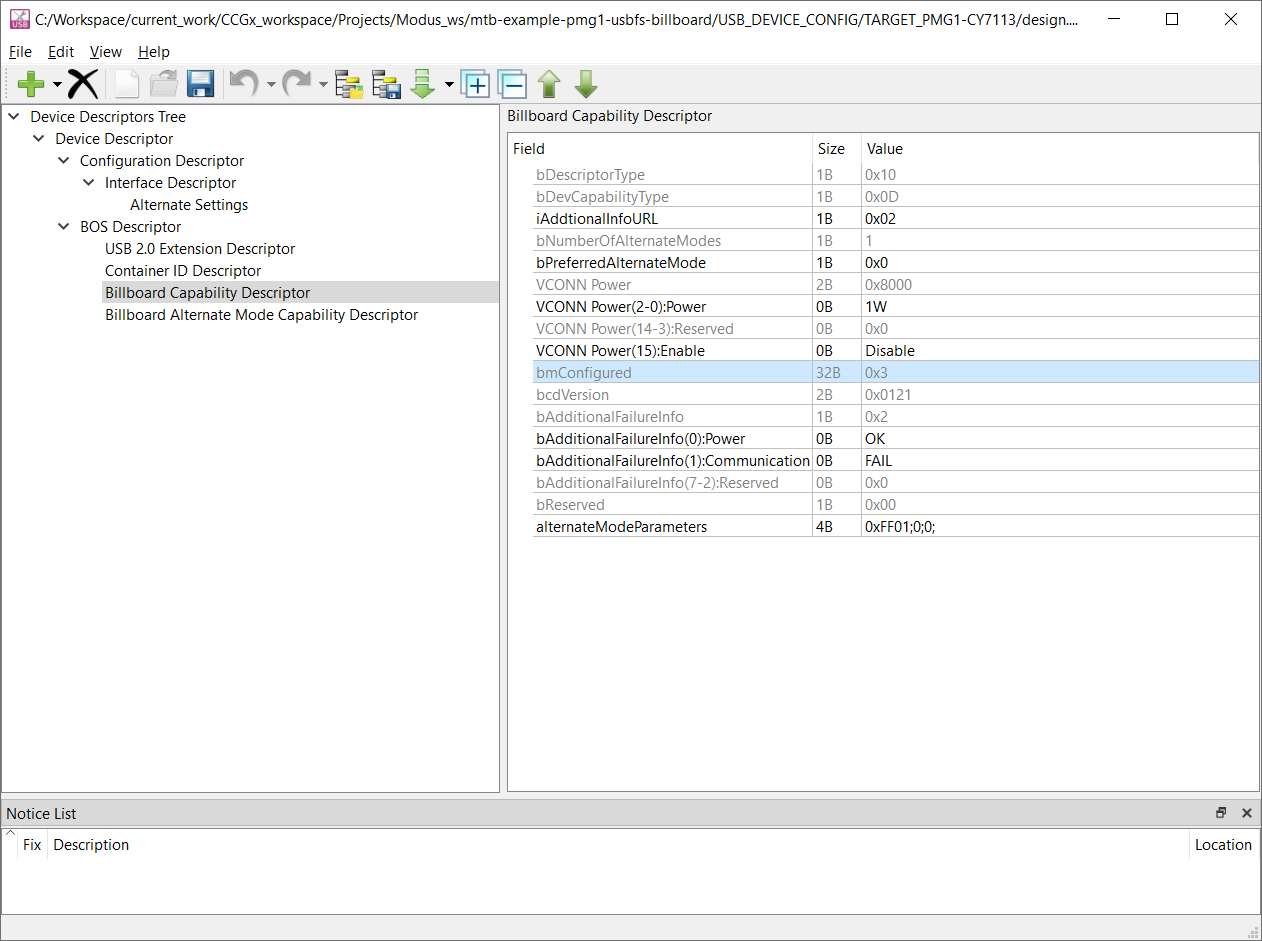 C:/Workspace/current_work/CCGx_workspace/Projects/Modus_ws/mtb-example-pmg1-usbfs-billboard/USB_DEVICE_CONFIG/TARGET_PMG1-CY7113/design....
File Edit View Help
Device Descriptors Tree
Device Descriptor
Configuration Descriptor
Interface Descriptor
Alternate Settings
BOS Descriptor
USB 2.0 Extension Descriptor
Container ID Descriptor
Billboard Capability Descriptor
Billboard Alternate Mode Capability Descriptor
Billboard Capability Descriptor
Field Size Value
bDescriptorType 1B 0x10
bDevCapabilityType 1B 0x0D
iAddtionalInfoURL 1B 0x02
bNumberOfAlternateModes 1B 1
bPreferredAlternateMode 1B 0x0
VCONN Power 2B 0x8000
VCONN Power(2-0):Power 0B 1W
VCONN Power(14-3):Reserved 0B 0x0
VCONN Power(15):Enable 0B Disable
bmConfigured 32B 0x3
bcdVersion 2B 0x0121
bAdditionalFailureInfo 1B 0x2
bAdditionalFailureInfo(0):Power 0B OK
bAdditionalFailureInfo(1):Communication 0B FAIL
bAdditionalFailureInfo(7-2):Reserved 0B 0x0
bReserved 1B 0x00
alternateModeParameters 4B 0xFF01;0;0;
Notice List
Fix Description Location